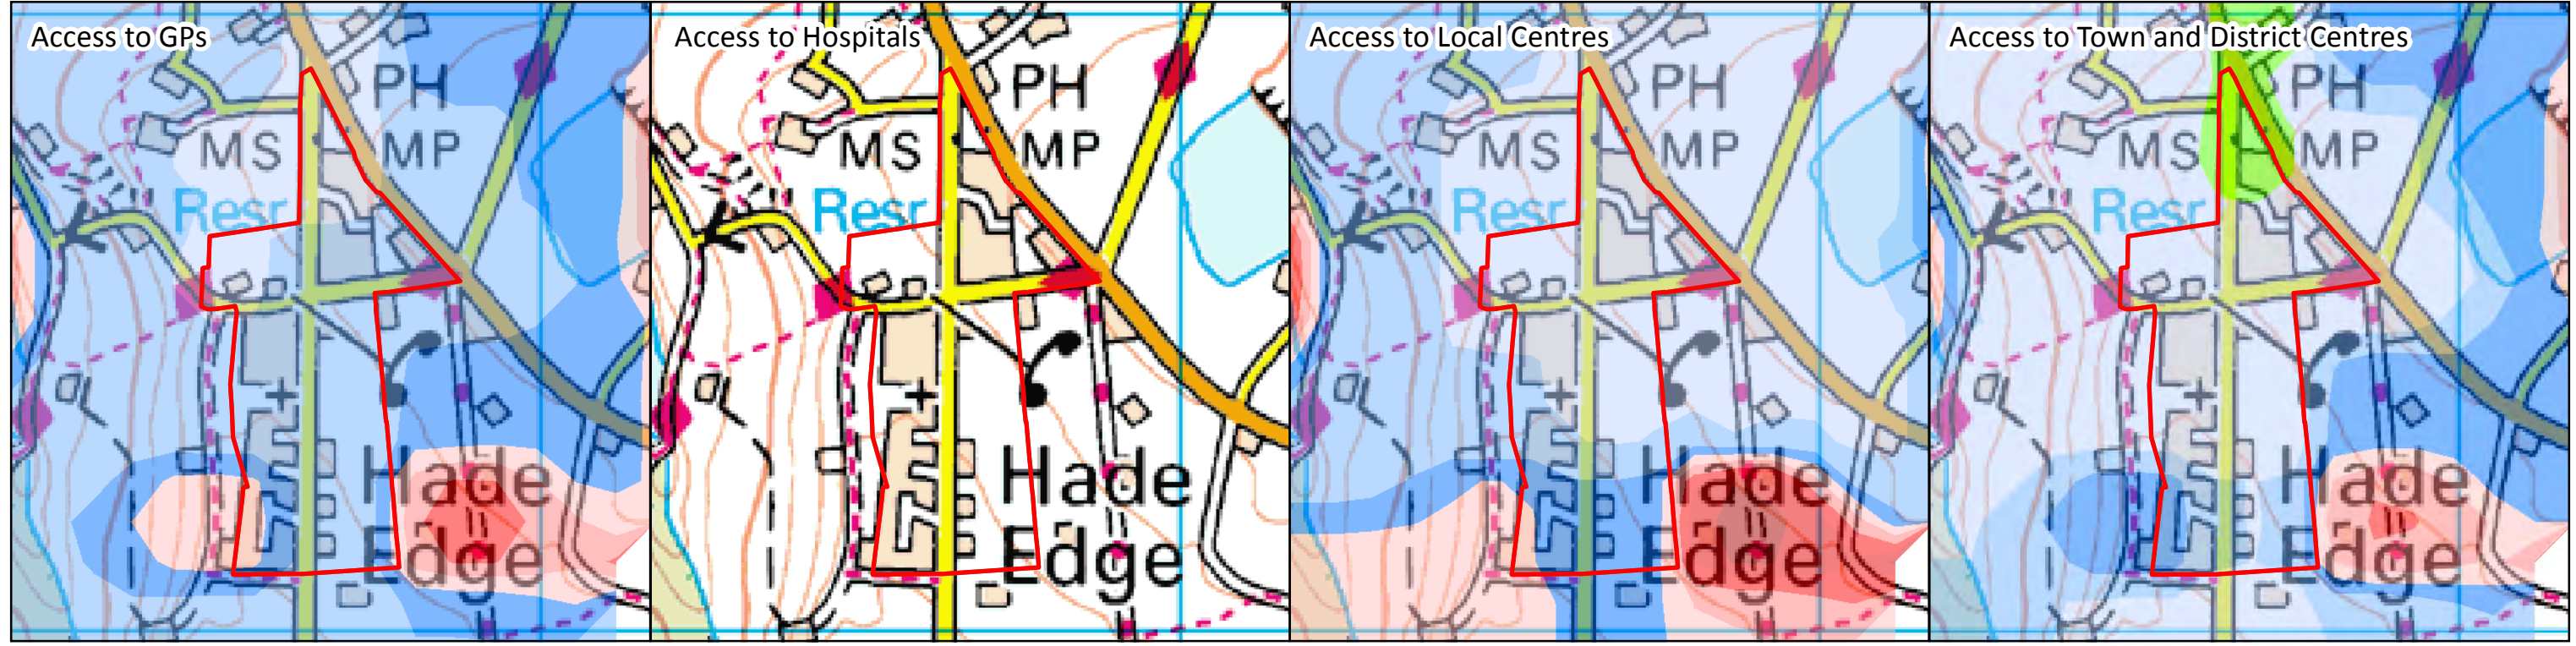 Access to GPs
PH
MS
MP
Resr
Hade
Edge
Access to Hospitals
PH
MS
MP
Resr
Hade
Edge
Access to Local Centres
PH
MS
MP
Resr
Hade
Edge
Access to Town and District Centres
PH
MS
MP
Resr
Hade
Edge